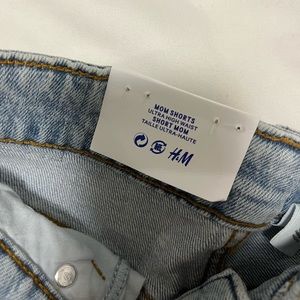 MOM SHORTS
ULTRA HIGH WAIST
SHORT MOM
TAILLE ULTRA-HAUTE
H&M